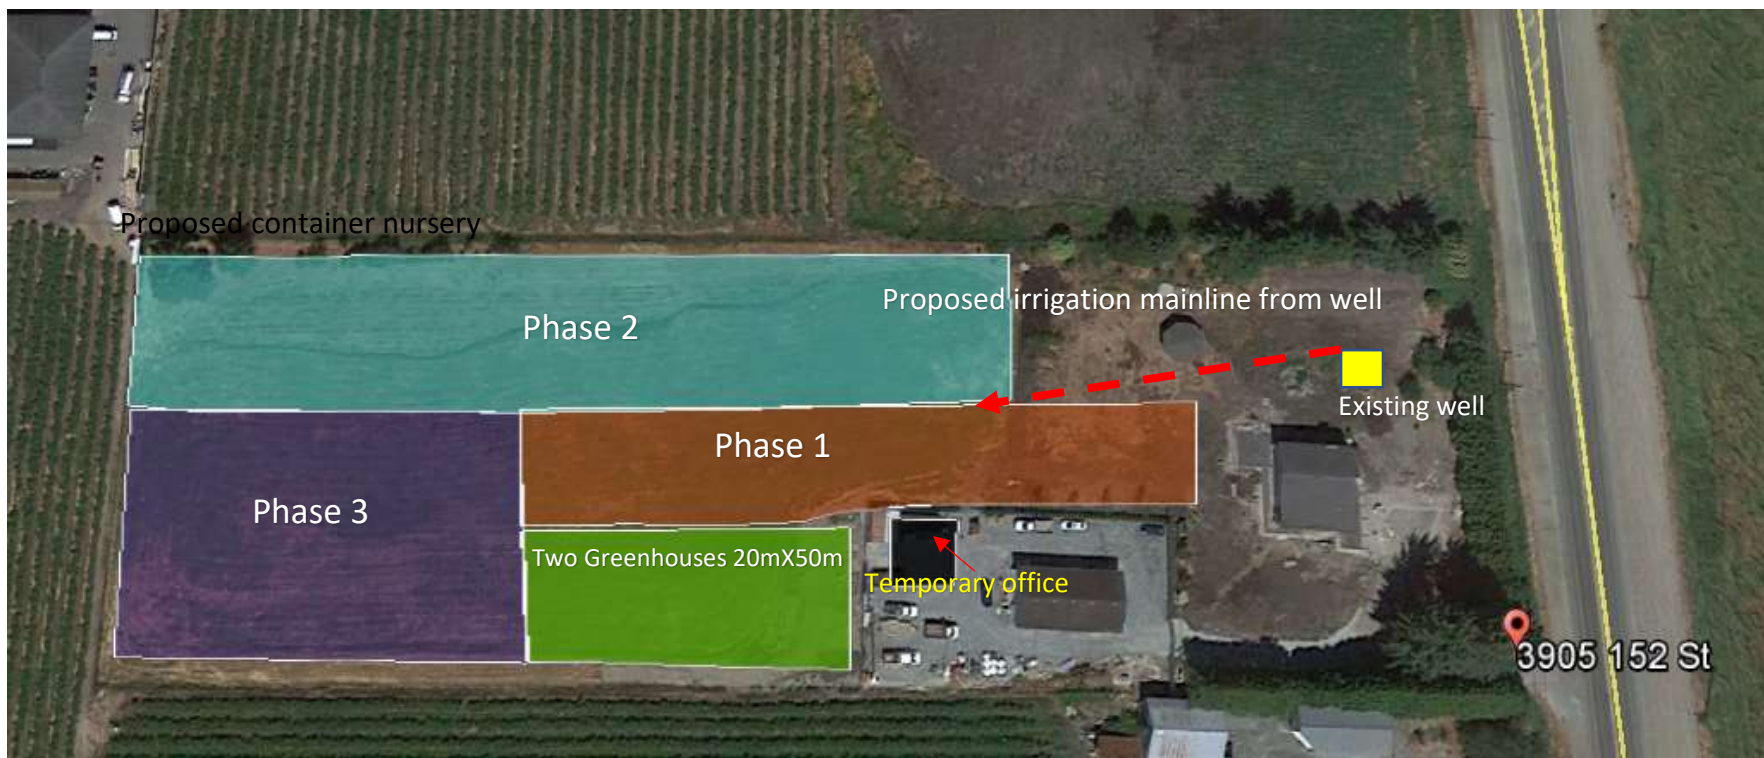 Proposed container nursery
Proposed irrigation mainline from well
Phase 2
Existing well
Phase 1
Phase 3
Two Greenhouses 20mX50m
Temporary office
3905 152 St